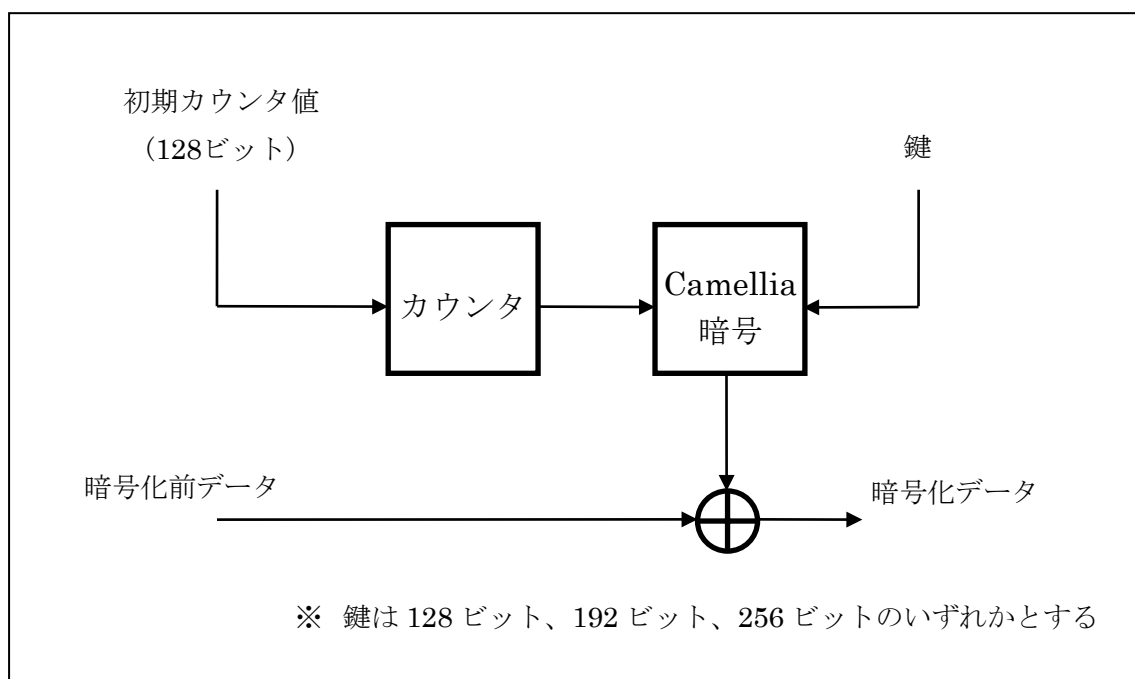 初期カウンタ値
（128ビット）
鍵
カウンタ
Camellia
暗号
暗号化前データ
暗号化データ
※ 鍵は 128 ビット、192 ビット、256 ビットのいずれかとする